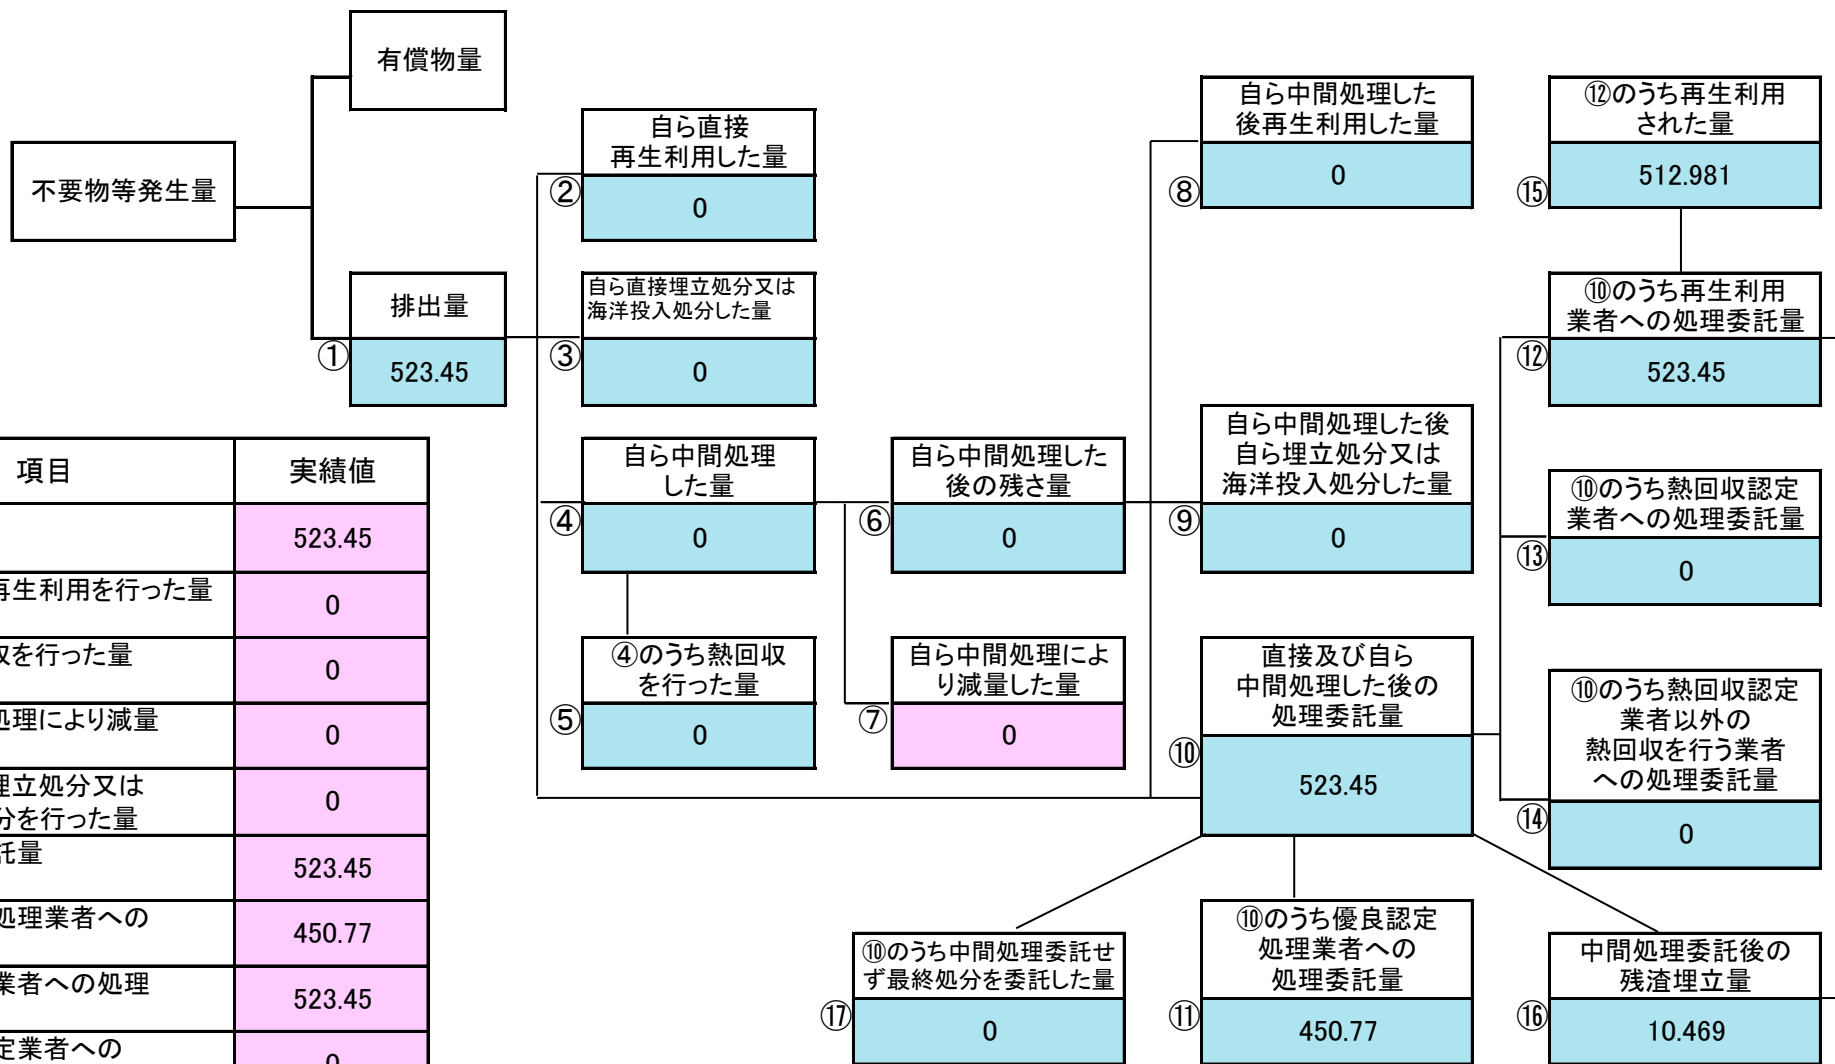 有償物量
不要物等発生量
排出量
①
523.45
自ら直接
再生利用した量
②
0
自ら直接埋立処分又は
海洋投入処分した量
③
0
自ら中間処理
した量
④
0
④のうち熱回収
を行った量
⑤
0
自ら中間処理した
後の残さ量
⑥
0
自ら中間処理によ
り減量した量
⑦
0
自ら中間処理した
後再生利用した量
⑧
0
自ら中間処理した後
自ら埋立処分又は
海洋投入処分した量
⑨
0
直接及び自ら
中間処理した後の
処理委託量
⑩
523.45
⑩のうち優良認定
処理業者への
処理委託量
⑪
450.77
⑫のうち再生利用
された量
⑮
512.981
⑩のうち再生利用
業者への処理委託量
⑫
523.45
⑩のうち熱回収認定
業者への処理委託量
⑬
0
⑩のうち熱回収認定
業者以外の
熱回収を行う業者
への処理委託量
⑭
0
⑩のうち中間処理委託せ
ず最終処分を委託した量
⑰
0
中間処理委託後の
残渣埋立量
⑯
10.469
項目
実績値
523.45
再生利用を行った量
0
を行った量
0
処理により減量
0
埋立処分又は
分を行った量
0
託量
523.45
処理業者への
450.77
業者への処理
523.45
定業者への
0